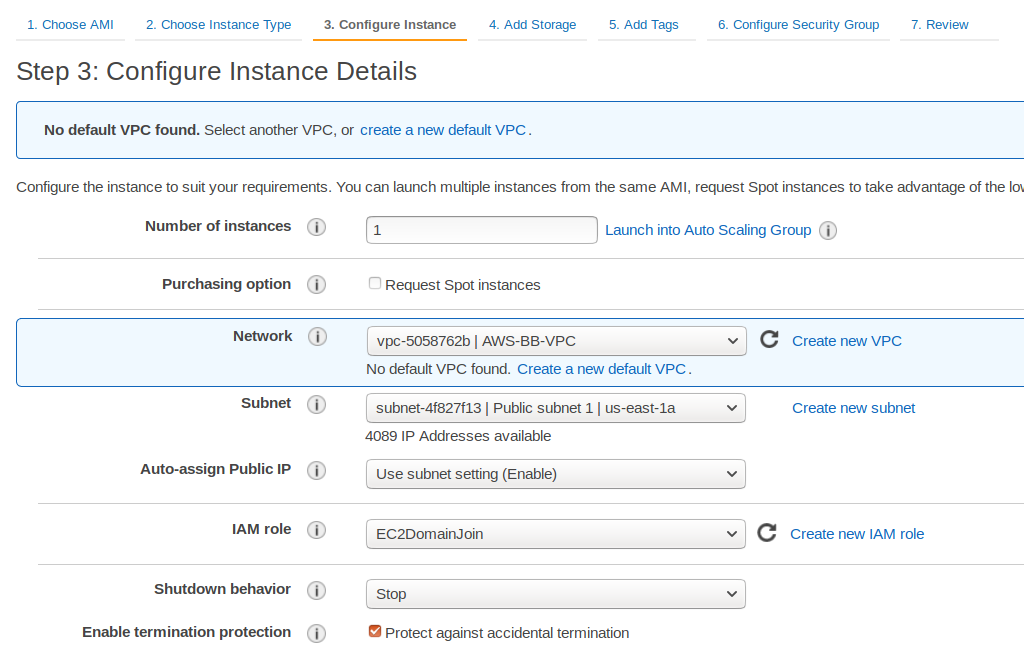 1. Choose AMI 2. Choose Instance Type 3. Configure Instance 4. Add Storage 5. Add Tags 6. Configure Security Group 7. Review
Step 3: Configure Instance Details
No default VPC found. Select another VPC, or create a new default VPC.
Configure the instance to suit your requirements. You can launch multiple instances from the same AMI, request Spot instances to take advantage of the
Number of instances 1 Launch into Auto Scaling Group
Purchasing option Request Spot instances
Network vpc-5058762b | AWS-BB-VPC Create new VPC
No default VPC found. Create a new default VPC.
Subnet subnet-4f827f13 | Public subnet 1 | us-east-1a Create new subnet
4089 IP Addresses available
Auto-assign Public IP Use subnet setting (Enable)
IAM role EC2DomainJoin Create new IAM role
Shutdown behavior Stop
Enable termination protection Protect against accidental termination